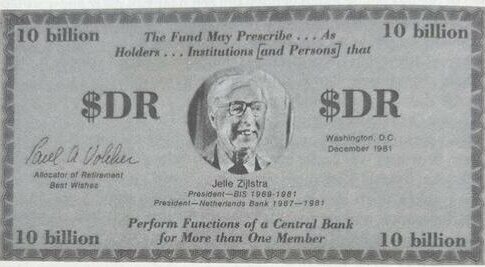 10 billion
The Fund May Prescribe . . . As
10 billion
Holders . . . Institutions [and Persons] that
$DR
$DR
Washington, D.C.
December 1981
Paul A Volcker
Allocator of Retirement
Best Wishes
Jelle Zijlstra
President—BIS 1969-1981
President—Netherlands Bank 1967—1981
Perform Functions of a Central Bank
10 billion
for More than One Member
10 billion